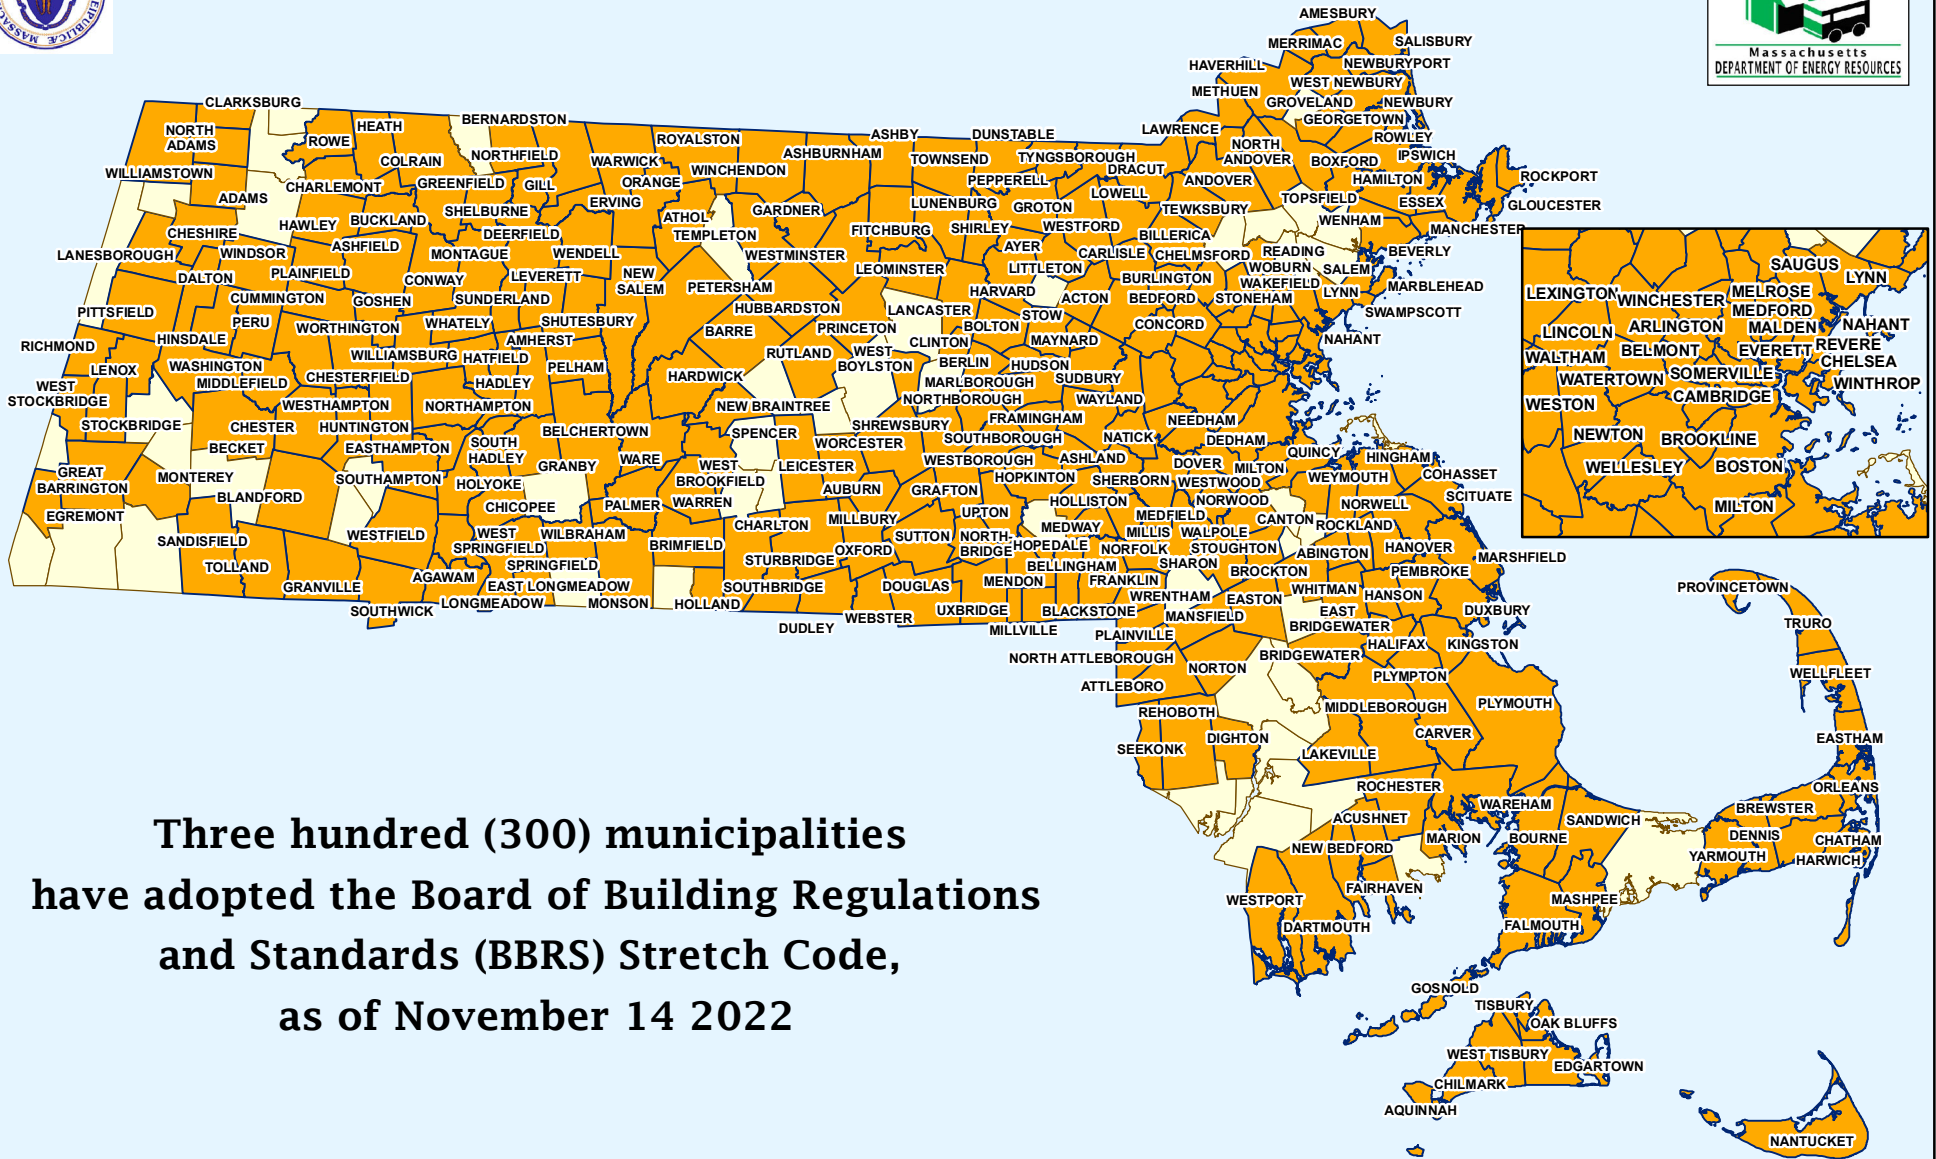 AMESBURY
MERRIMAC
SALISBURY
HAVERHILL
NEWBURYPORT
WEST NEWBURY
METHUEN
GROVELAND
NEWBURY
GEORGETOWN
LAWRENCE
ROWLEY
NORTH
ANDOVER
BOXFORD
IPSWICH
ANDOVER
HAMILTON
ROCKPORT
TOPSFIELD
ESSEX
GLOUCESTER
WENHAM
MANCHESTER
BEVERLY
Massachusetts
DEPARTMENT OF ENERGY RESOURCES
CLARKSBURG
NORTH
ADAMS
ROWE
HEATH
BERNARDSTON
COLRAIN
NORTHFIELD
WARWICK
ROYALSTON
WINCHENDON
ASHBURNHAM
ASHBY
TOWNSEND
DUNSTABLE
TYNGSBOROUGH
DRACUT
PEPPERELL
LOWELL
TEWKSBURY
WILLIAMSTOWN
ADAMS
CHARLEMONT
GREENFIELD
GILL
ORANGE
ERVING
HAWLEY
BUCKLAND
SHELBURNE
DEERFIELD
ATHOL
TEMPLETON
GARDNER
LUNENBURG
GROTON
FITCHBURG
SHIRLEY
WESTFORD
BILLERICA
CHESHIRE
LANESBOROUGH
WINDSOR
ASHFIELD
MONTAGUE
WENDELL
WESTMINSTER
AYER
CARLISLE
CHELMSFORD
READING
DALTON
PLAINFIELD
CONWAY
LEVERETT
NEW
SALEM
PETERSHAM
LEOMINSTER
LITTLETON
BURLINGTON
WOBURN
SALEM
WAKEFIELD
MARBLEHEAD
LYNN
PITTSFIELD
CUMMINGTON
GOSHEN
SUNDERLAND
HUBBARDSTON
LANCASTER
HARVARD
ACTON
BEDFORD
STONEHAM
SWAMPSCOTT
PERU
WORTHINGTON
WHATELY
SHUTESBURY
BARRE
PRINCETON
BOLTON
STOW
CONCORD
NAHANT
RICHMOND
HINSDALE
AMHERST
CLINTON
MAYNARD
LENOX
WASHINGTON
WILLIAMSBURG
HATFIELD
PELHAM
RUTLAND
WEST
BOYLSTON
BERLIN
HUDSON
WEST
STOCKBRIDGE
MIDDLEFIELD
CHESTERFIELD
HADLEY
HARDWICK
MARLBOROUGH
SUDBURY
NORTHBOROUGH
WAYLAND
WESTHAMPTON
NORTHAMPTON
NEW BRAINTREE
STOCKBRIDGE
CHESTER
HUNTINGTON
BELCHERTOWN
SPENCER
SHREWSBURY
FRAMINGHAM
NEEDHAM
BECKET
EASTHAMPTON
SOUTH
HADLEY
WORCESTER
SOUTHBOROUGH
NATICK
DEDHAM
GREAT
BARRINGTON
MONTEREY
SOUTHAMPTON
HOLYOKE
GRANBY
WARE
WEST
BROOKFIELD
LEICESTER
WESTBOROUGH
ASHLAND
DOVER
MILTON
QUINCY
HINGHAM
COHASSET
BLANDFORD
WARREN
AUBURN
GRAFTON
HOPKINTON
SHERBORN
WESTWOOD
WEYMOUTH
SCITUATE
CHICOPEE
PALMER
HOLLISTON
NORWOOD
NORWELL
EGREMONT
CHARLTON
MILLBURY
UPTON
MEDFIELD
CANTON
ROCKLAND
SANDISFIELD
WESTFIELD
WEST
SPRINGFIELD
WILBRAHAM
BRIMFIELD
SUTTON
NORTH-
BRIDGE
MEDWAY
MILLIS
WALPOLE
HOPEDALE
NORFOLK
STOUGHTON
ABINGTON
HANOVER
MARSHFIELD
TOLLAND
SPRINGFIELD
STURBRIDGE
OXFORD
BELLINGHAM
SHARON
BROCKTON
PEMBROKE
GRANVILLE
AGAWAM
EAST LONGMEADOW
SOUTHBRIDGE
DOUGLAS
MENDON
FRANKLIN
WRENTHAM
EASTON
WHITMAN
HANSON
SOUTHWICK
LONGMEADOW
MONSON
HOLLAND
DUDLEY
WEBSTER
UXBRIDGE
BLACKSTONE
MILLVILLE
MANSFIELD
EAST
BRIDGEWATER
DUXBURY
PLAINVILLE
HALIFAX
KINGSTON
NORTH ATTLEBOROUGH
NORTON
BRIDGEWATER
PLYMPTON
ATTLEBORO
REHOBOTH
MIDDLEBOROUGH
PLYMOUTH
SEEKONK
DIGHTON
LAKEVILLE
CARVER
ROCHESTER
WAREHAM
ACUSHNET
MARION
BOURNE
SANDWICH
NEW BEDFORD
FAIRHAVEN
WESTPORT
DARTMOUTH
MASHPEE
FALMOUTH
PROVINCETOWN
TRURO
WELLFLEET
EASTHAM
ORLEANS
BREWSTER
DENNIS
CHATHAM
YARMOUTH
HARWICH
GOSNOLD
TISBURY
OAK BLUFFS
WEST TISBURY
EDGARTOWN
CHILMARK
AQUINNAH
NANTUCKET
SAUGUS
LYNN
LEXINGTON
WINCHESTER
MELROSE
MEDFORD
LINCOLN
ARLINGTON
MALDEN
NAHANT
WALTHAM
BELMONT
EVERETT
REVERE
CHELSEA
WATERTOWN
SOMERVILLE
WINTHROP
WESTON
CAMBRIDGE
NEWTON
BROOKLINE
WELLESLEY
BOSTON
MILTON
Three hundred (300) municipalities
have adopted the Board of Building Regulations
and Standards (BBRS) Stretch Code,
as of November 14 2022